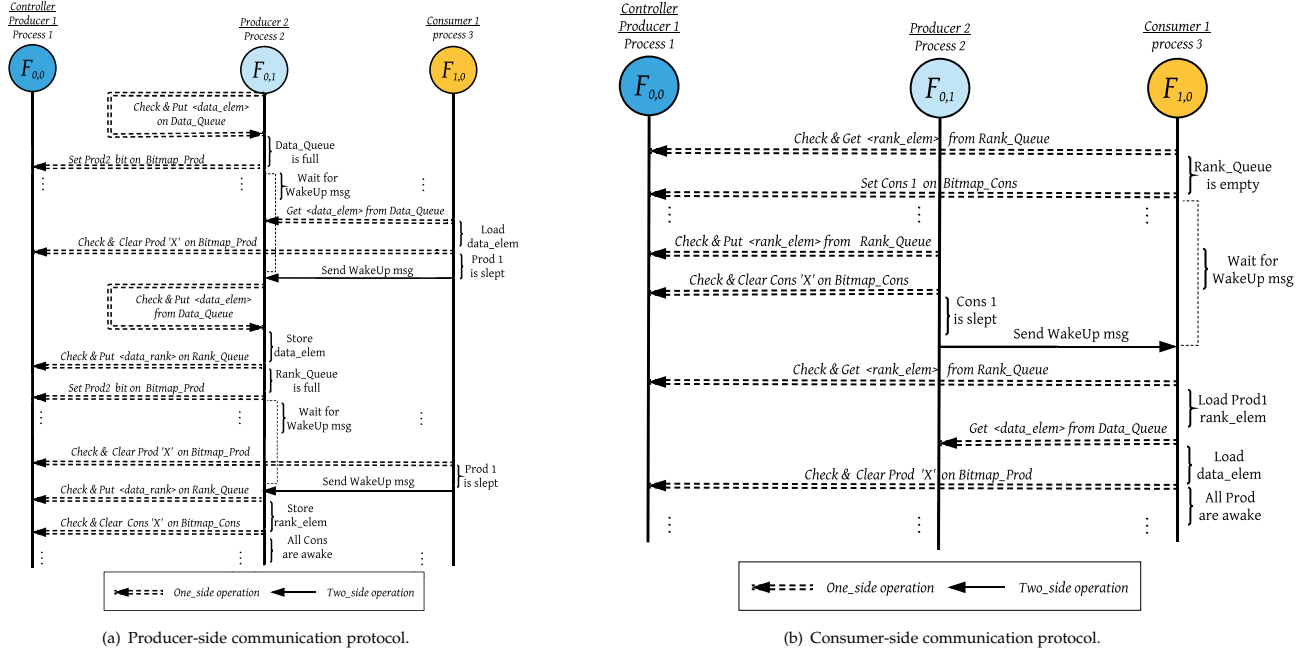 Controller
Producer 1
Process 1
Producer 2
Process 2
Consumer 1
process 3
F0,0
F0,1
F1,0
Check & Put <data_elem>
on Data_Queue
Data_Queue
is full
Set Prod2 bit on Bitmap_Prod
Wait for
WakeUp msg
Get <data_elem> from Data_Queue
Load
data_elem
Check & Clear Prod 'X' on Bitmap_Prod
Prod 1
is slept
Send WakeUp msg
Check & Put <data_elem>
from Data_Queue
Store
data_elem
Check & Put <data_rank> on Rank_Queue
Rank_Queue
is full
Set Prod2 bit on Bitmap_Prod
Wait for
WakeUp msg
Check & Clear Prod 'X' on Bitmap_Prod
Prod 1
is slept
Send WakeUp msg
Check & Put <data_rank> on Rank_Queue
Store
rank_elem
Check & Clear Cons 'X' on Bitmap_Cons
All Cons
are awake
One_side operation
Two_side operation
(a) Producer-side communication protocol.
Controller
Producer 1
Process 1
Producer 2
Process 2
Consumer 1
process 3
F0,0
F0,1
F1,0
Check & Get <rank_elem> from Rank_Queue
Rank_Queue
is empty
Set Cons 1 on Bitmap_Cons
Check & Put <rank_elem> from Rank_Queue
Wait for
WakeUp msg
Check & Clear Cons 'X' on Bitmap_Cons
Cons 1
is slept
Send WakeUp msg
Check & Get <rank_elem> from Rank_Queue
Load Prod1
rank_elem
Get <data_elem> from Data_Queue
Load
data_elem
Check & Clear Prod 'X' on Bitmap_Prod
All Prod
are awake
One_side operation
Two_side operation
(b) Consumer-side communication protocol.